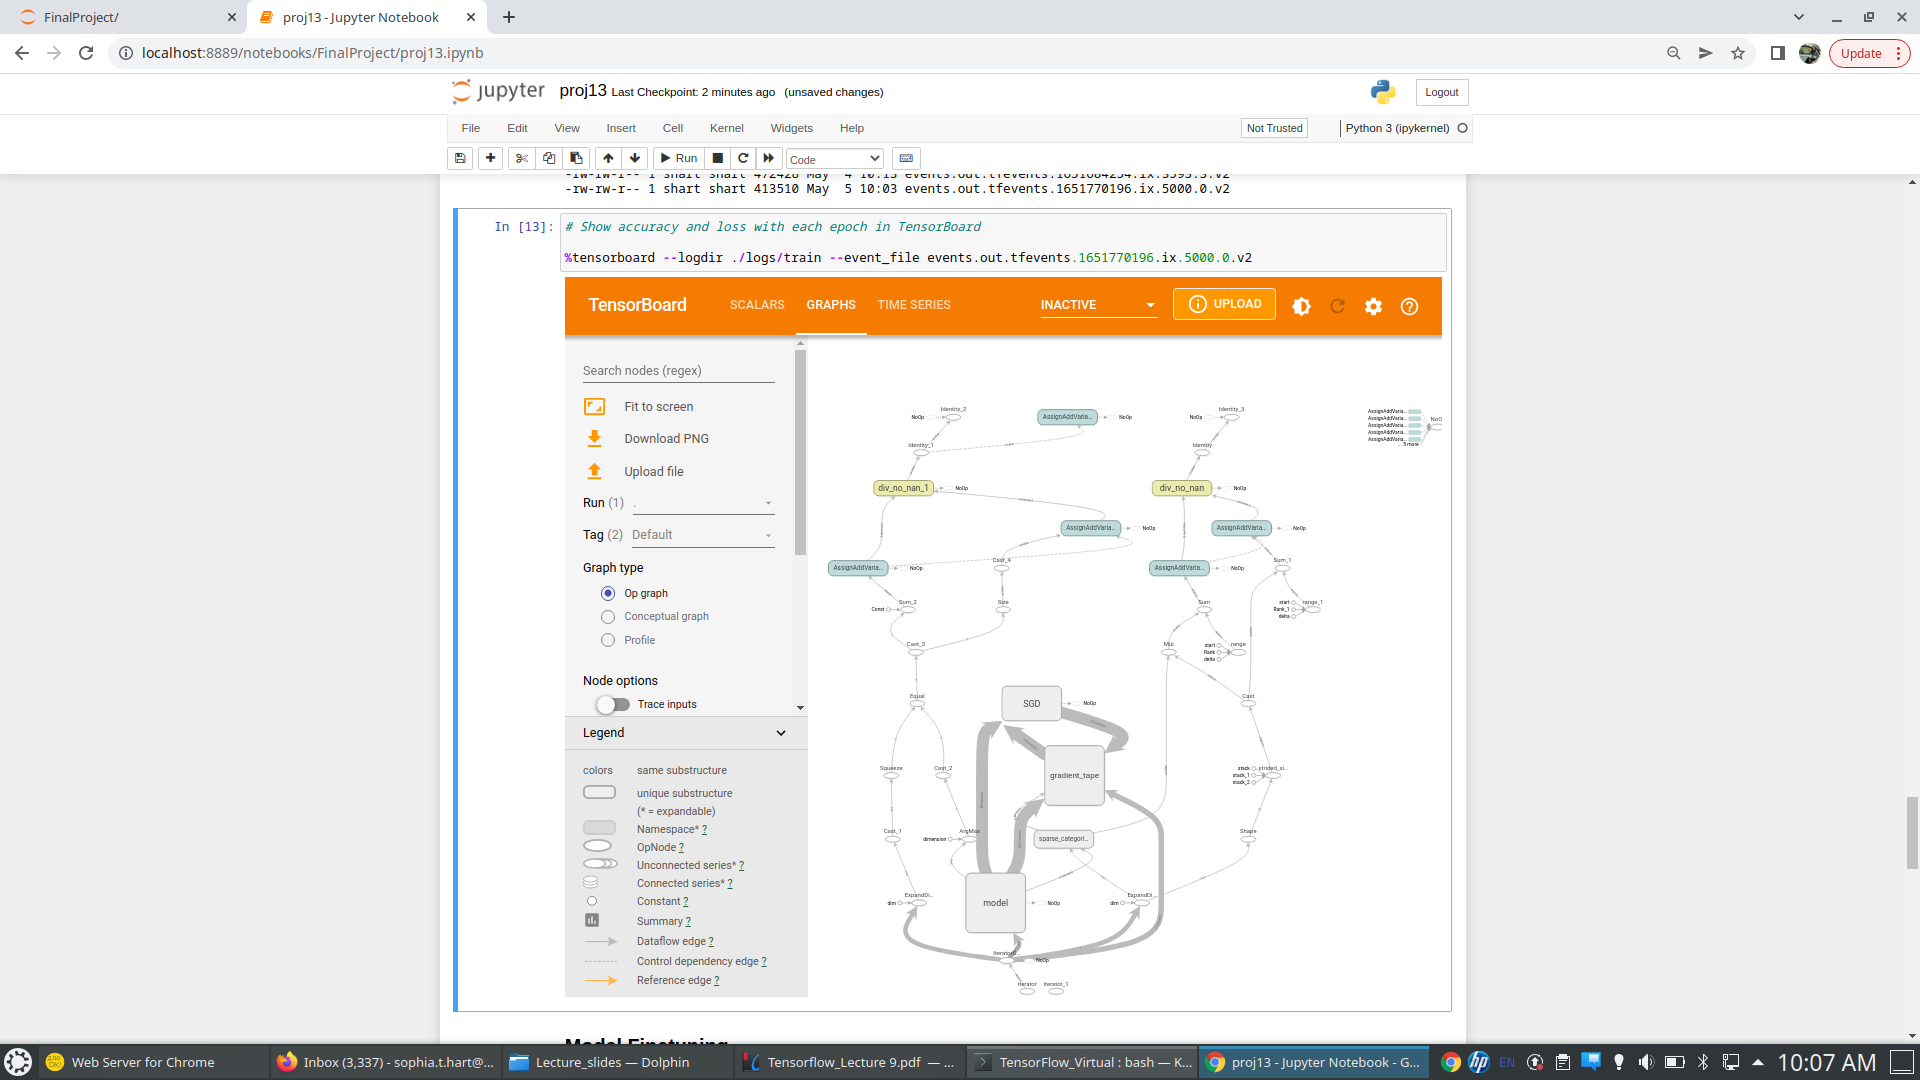 FinalProject/
proj13 - Jupyter Notebook
localhost:8889/notebooks/FinalProject/proj13.ipynb
Update
jupyter proj13 Last Checkpoint: 2 minutes ago (unsaved changes)
Logout
File Edit View Insert Cell Kernel Widgets Help
Not Trusted
Python 3 (ipykernel)
Run
Code
-rw-rw-r-- 1 shart shart 472428 May 4 10:13
-rw-rw-r-- 1 shart shart 413510 May 5 10:03 events.out.tfevents.1651770196.ix.5000.0.v2
In [13]:
# Show accuracy and loss with each epoch in TensorBoard
%tensorboard --logdir ./logs/train --event_file events.out.tfevents.1651770196.ix.5000.0.v2
TensorBoard
SCALARS GRAPHS TIME SERIES
INACTIVE
UPLOAD
Search nodes (regex)
Fit to screen
Download PNG
Upload file
Run (1) .
Tag (2) Default
Graph type
Op graph
Conceptual graph
Profile
Node options
Trace inputs
Legend
colors same substructure
unique substructure
(* = expandable)
Namespace* ?
OpNode ?
Unconnected series* ?
Connected series* ?
Constant ?
Summary ?
Dataflow edge ?
Control dependency edge ?
Reference edge ?
Identity_2
NoOp
AssignAddVaria...
NoOp
Identity_3
NoOp
AssignAddVaria...
AssignAddVaria...
AssignAddVaria...
AssignAddVaria...
AssignAddVaria...
... 5 more
NoO
Identity_1
Identity
div_no_nan_1
NoOp
div_no_nan
NoOp
AssignAddVaria...
NoOp
AssignAddVaria...
NoOp
AssignAddVaria...
NoOp
Cast_4
AssignAddVaria...
NoOp
Sum_1
Const
Sum_2
Size
Sum
start
Rank_1
delta
range_1
Cast_3
Mul
start
Rank
delta
range
Equal
SGD
NoOp
Cast
Squeeze
Cast_2
gradient_tape
stack
stack_1
stack_2
strided_sl...
Cast_1
dimension
ArgMax
sparse_categori...
Shape
dim
ExpandDi...
model
NoOp
dim
ExpandDi...
NoOp
iterator
iterator_1
Web Server for Chrome
Inbox (3,337) - sophia.t.hart@...
Lecture_slides — Dolphin
Tensorflow_Lecture 9.pdf — ...
TensorFlow_Virtual : bash — K...
proj13 - Jupyter Notebook - G...
EN
10:07 AM